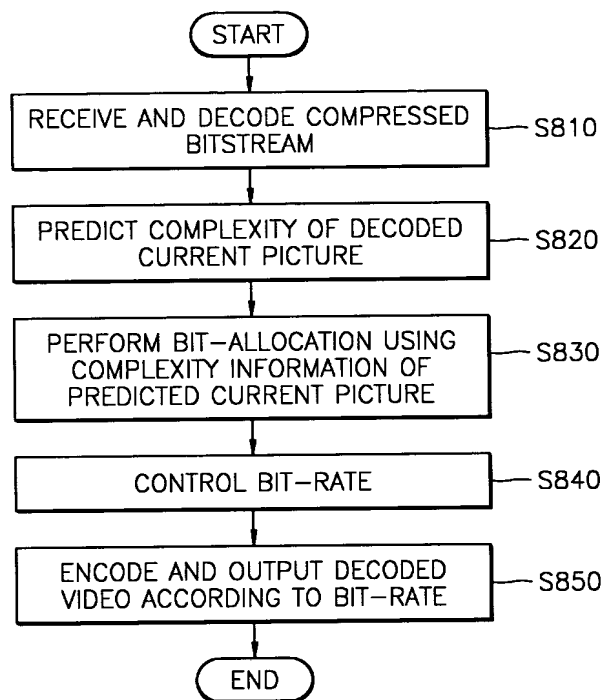 START
RECEIVE AND DECODE COMPRESSED
BITSTREAM
S810
PREDICT COMPLEXITY OF DECODED
CURRENT PICTURE
S820
PERFORM BIT-ALLOCATION USING
COMPLEXITY INFORMATION OF
PREDICTED CURRENT PICTURE
S830
CONTROL BIT-RATE
S840
ENCODE AND OUTPUT DECODED
VIDEO ACCORDING TO BIT-RATE
S850
END